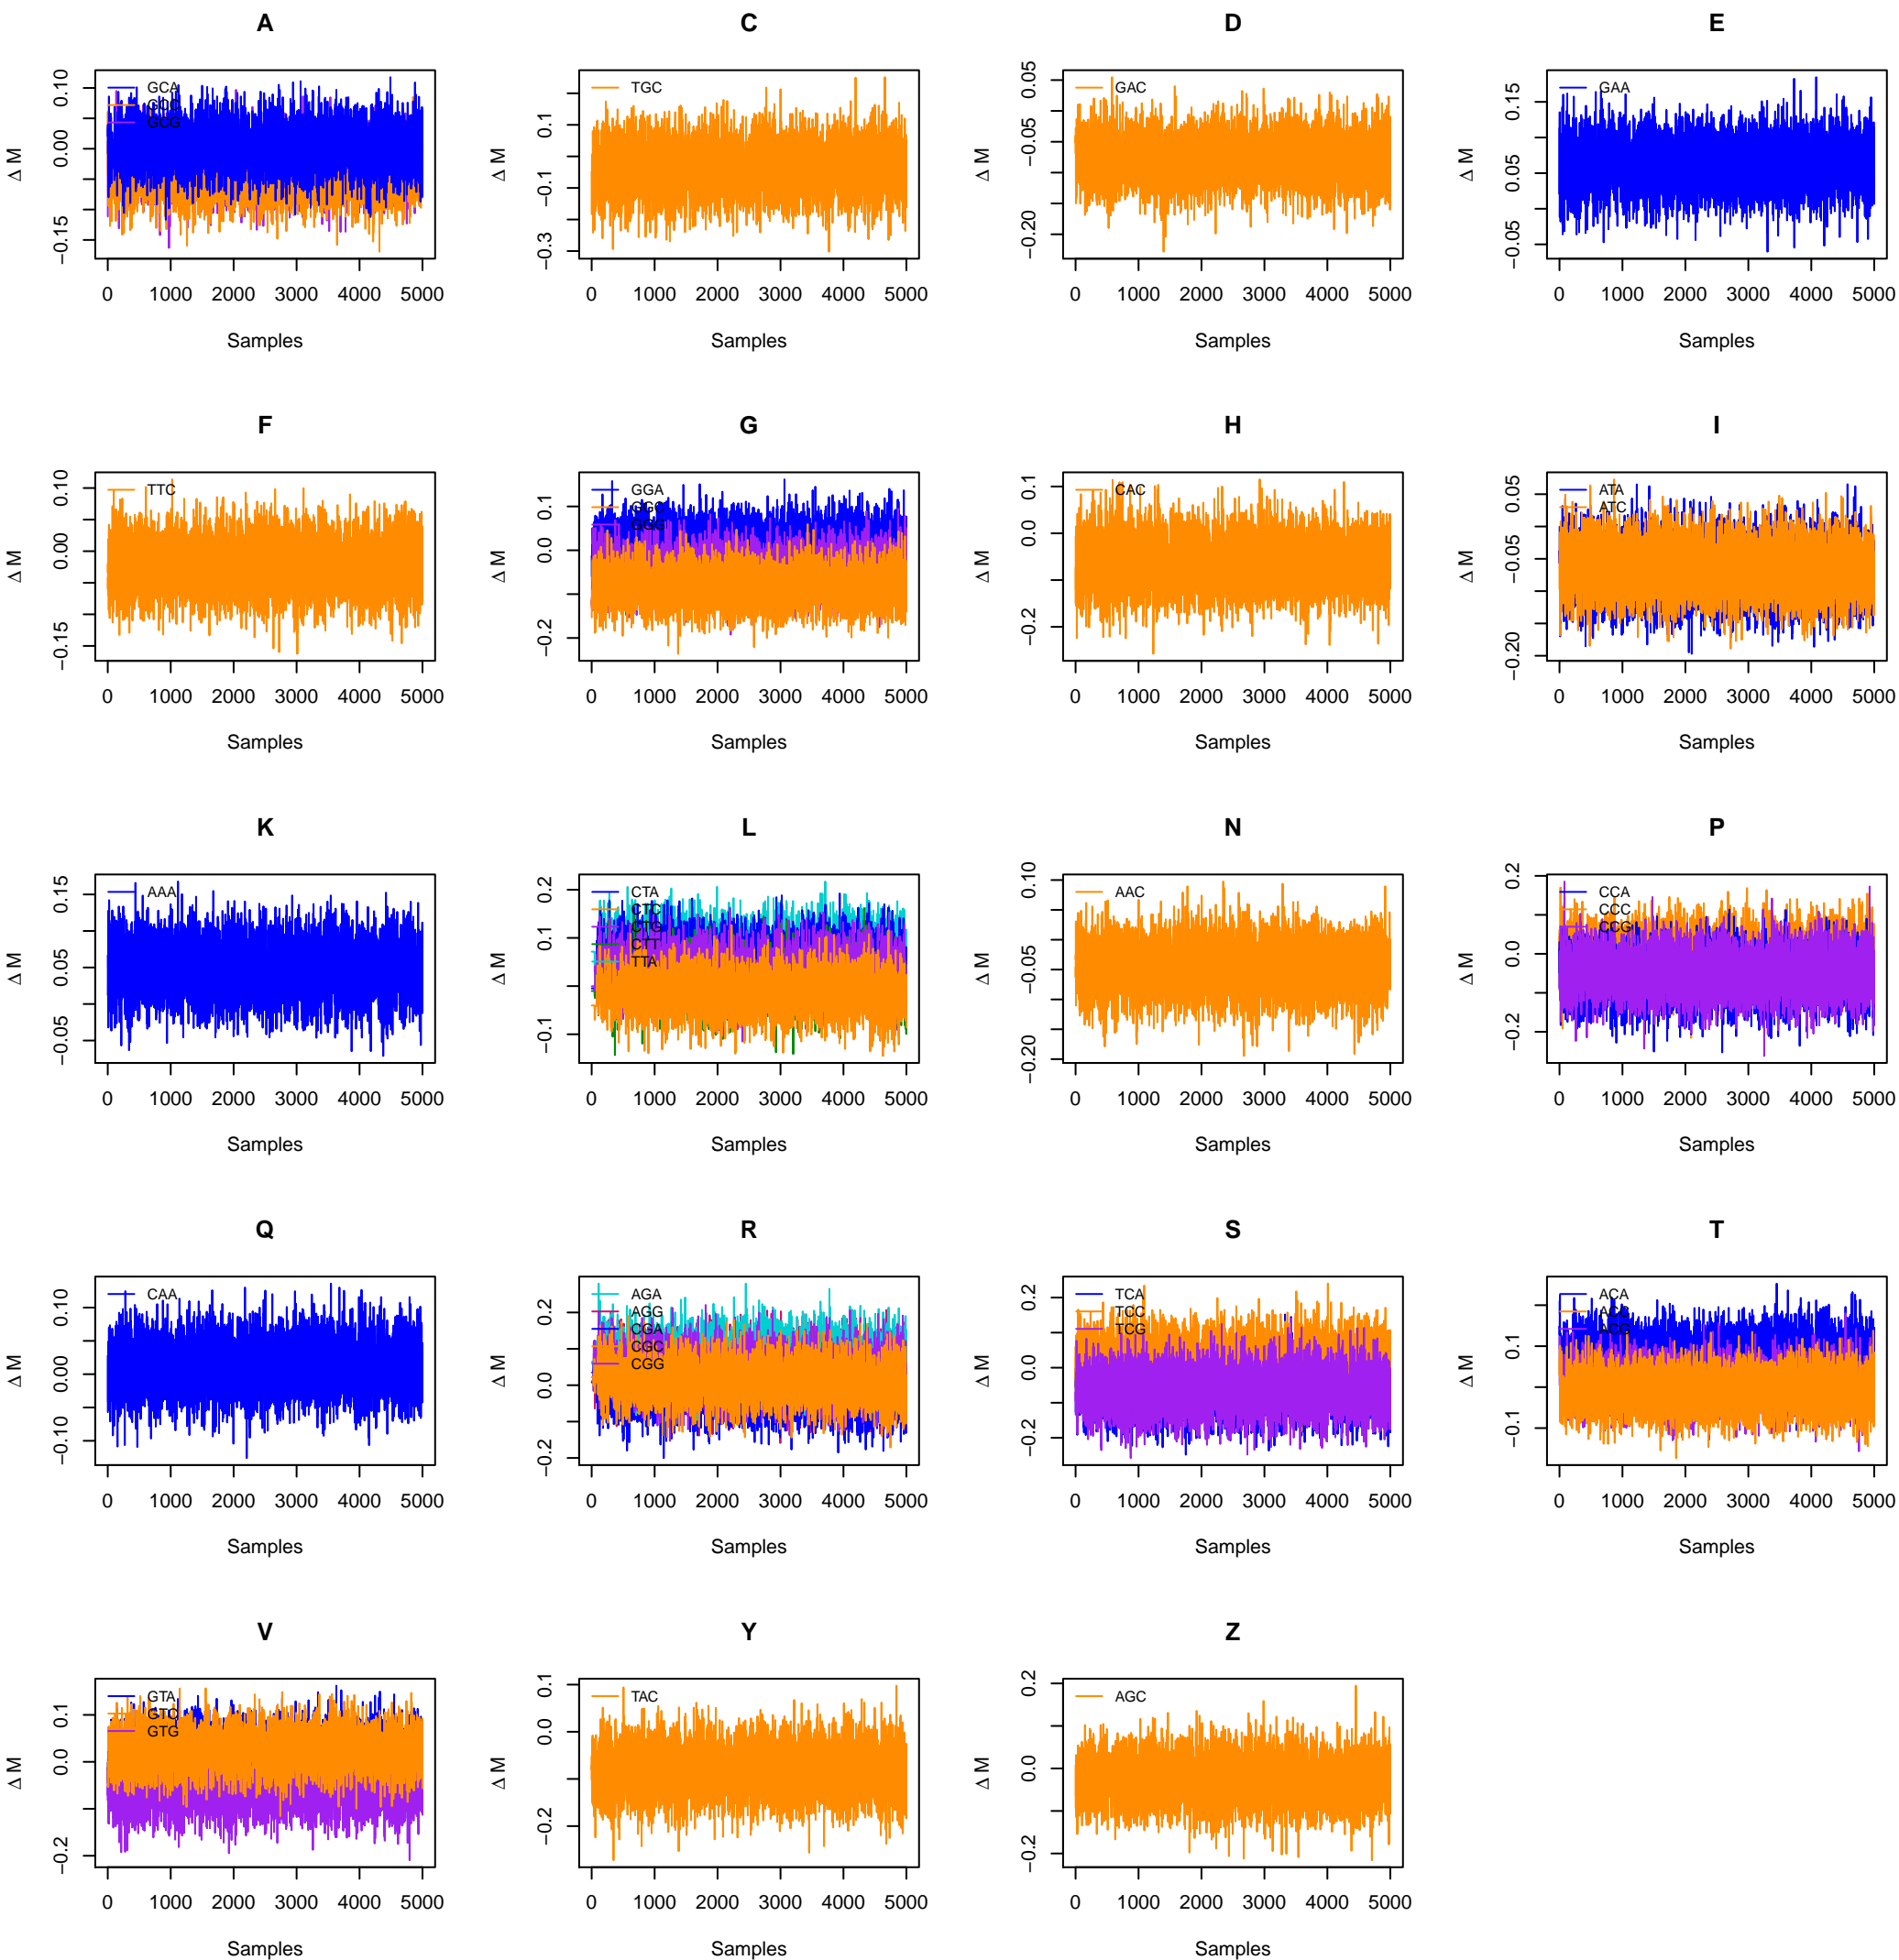 A
C
D
E
Δ M
0.10
0.00
−0.15
GCA
GCC
GCG
0 1000 2000 3000 4000 5000
Samples
Δ M
0.1
−0.1
−0.3
TGC
0 1000 2000 3000 4000 5000
Samples
Δ M
0.05
−0.05
−0.20
GAC
0 1000 2000 3000 4000 5000
Samples
Δ M
0.15
0.05
−0.05
GAA
0 1000 2000 3000 4000 5000
Samples
F
G
H
I
Δ M
0.10
0.00
−0.15
TTC
0 1000 2000 3000 4000 5000
Samples
Δ M
0.1
0.0
−0.2
GGA
GGC
GGG
0 1000 2000 3000 4000 5000
Samples
Δ M
0.1
0.0
−0.2
CAC
0 1000 2000 3000 4000 5000
Samples
Δ M
0.05
−0.05
−0.20
ATA
ATC
0 1000 2000 3000 4000 5000
Samples
K
L
N
P
Δ M
0.15
0.05
−0.05
AAA
0 1000 2000 3000 4000 5000
Samples
Δ M
0.2
0.1
−0.1
CTA
CTC
CTG
CTT
TTA
0 1000 2000 3000 4000 5000
Samples
Δ M
0.10
−0.05
−0.20
AAC
0 1000 2000 3000 4000 5000
Samples
Δ M
0.2
0.0
−0.2
CCA
CCC
CCG
0 1000 2000 3000 4000 5000
Samples
Q
R
S
T
Δ M
0.10
0.00
−0.10
CAA
0 1000 2000 3000 4000 5000
Samples
Δ M
0.2
0.0
−0.2
AGA
AGG
CGA
CGC
CGG
0 1000 2000 3000 4000 5000
Samples
Δ M
0.2
0.0
−0.2
TCA
TCC
TCG
0 1000 2000 3000 4000 5000
Samples
Δ M
0.1
−0.1
ACA
ACC
ACG
0 1000 2000 3000 4000 5000
Samples
V
Y
Z
Δ M
0.1
0.0
−0.2
GTA
GTC
GTG
0 1000 2000 3000 4000 5000
Samples
Δ M
0.1
0.0
−0.2
TAC
0 1000 2000 3000 4000 5000
Samples
Δ M
0.2
0.0
−0.2
AGC
0 1000 2000 3000 4000 5000
Samples